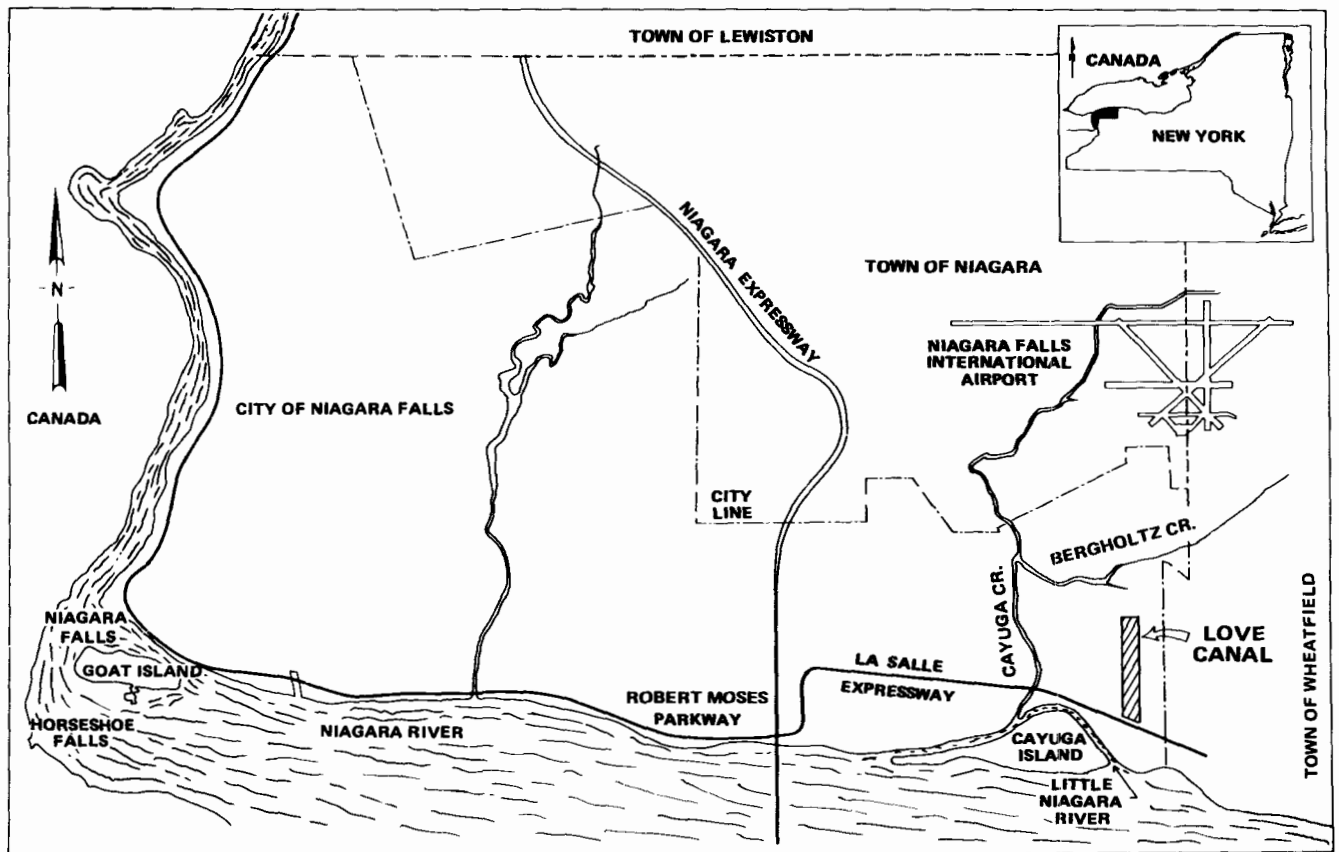 TOWN OF LEWISTON
CANADA
NEW YORK
NIAGARA EXPRESSWAY
TOWN OF NIAGARA
N
NIAGARA FALLS
INTERNATIONAL
AIRPORT
CANADA
CITY OF NIAGARA FALLS
CITY
LINE
BERGHOLTZ CR.
CAYUGA CR.
TOWN OF WHEATFIELD
NIAGARA
FALLS
LOVE
CANAL
GOAT ISLAND
LA SALLE
EXPRESSWAY
ROBERT MOSES
PARKWAY
HORSESHOE
FALLS
NIAGARA RIVER
CAYUGA
ISLAND
LITTLE
NIAGARA
RIVER